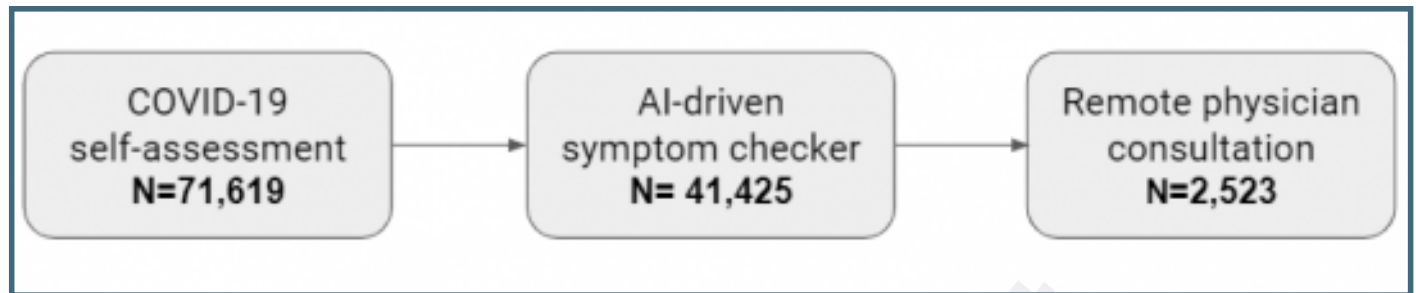 COVID-19
self-assessment
N=71,619
AI-driven
symptom checker
N= 41,425
Remote physician
consultation
N=2,523